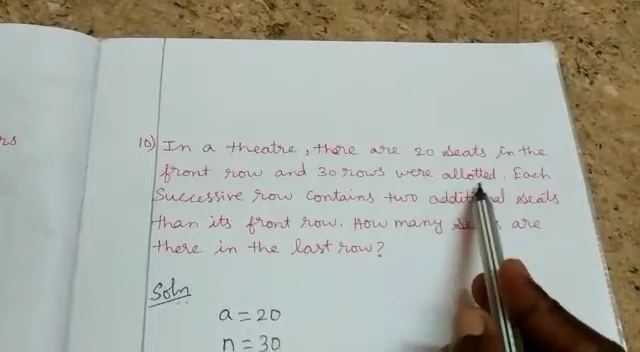 rs
10) In a theatre, there are 20 seats in the
front row and 30 rows were allotted. Each
Successive row contains two additional seats
than its front row. How many are
there in the last row?
Soln
a = 20
n = 30